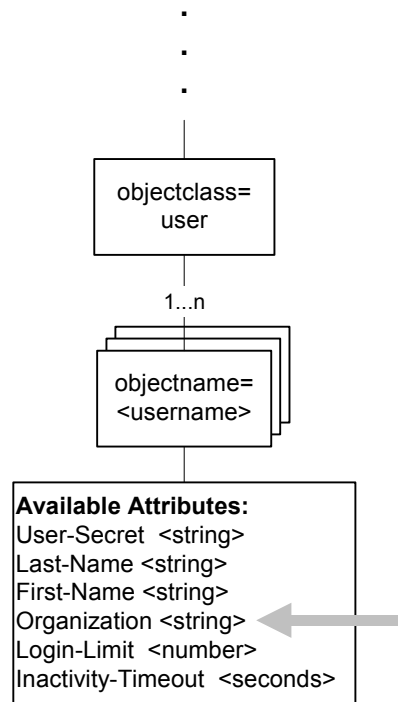 .
.
.
objectclass=
user
1...n
objectname=
<username>
Available Attributes:
User-Secret <string>
Last-Name <string>
First-Name <string>
Organization <string>
Login-Limit <number>
Inactivity-Timeout <seconds>